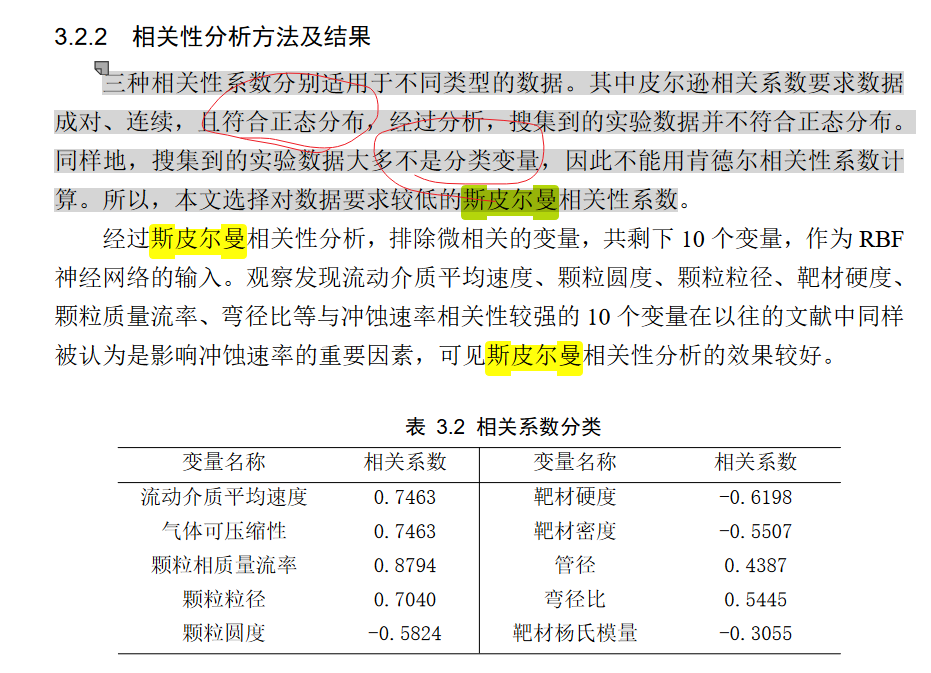 3.2.2 相关性分析方法及结果
三种相关性系数分别适用于不同类型的数据。其中皮尔逊相关系数要求数据
成对、连续，且符合正态分布，经过分析，搜集到的实验数据并不符合正态分布。
同样地，搜集到的实验数据大多不是分类变量，因此不能用肯德尔相关性系数计
算。所以，本文选择对数据要求较低的斯皮尔曼相关性系数。
经过斯皮尔曼相关性分析，排除微相关的变量，共剩下 10 个变量，作为 RBF
神经网络的输入。观察发现流动介质平均速度、颗粒圆度、颗粒粒径、靶材硬度、
颗粒质量流率、弯径比等与冲蚀速率相关性较强的 10 个变量在以往的文献中同样
被认为是影响冲蚀速率的重要因素，可见斯皮尔曼相关性分析的效果较好。
表 3.2 相关系数分类
变量名称 相关系数 变量名称 相关系数
流动介质平均速度 0.7463 靶材硬度 -0.6198
气体可压缩性 0.7463 靶材密度 -0.5507
颗粒相质量流率 0.8794 管径 0.4387
颗粒粒径 0.7040 弯径比 0.5445
颗粒圆度 -0.5824 靶材杨氏模量 -0.3055